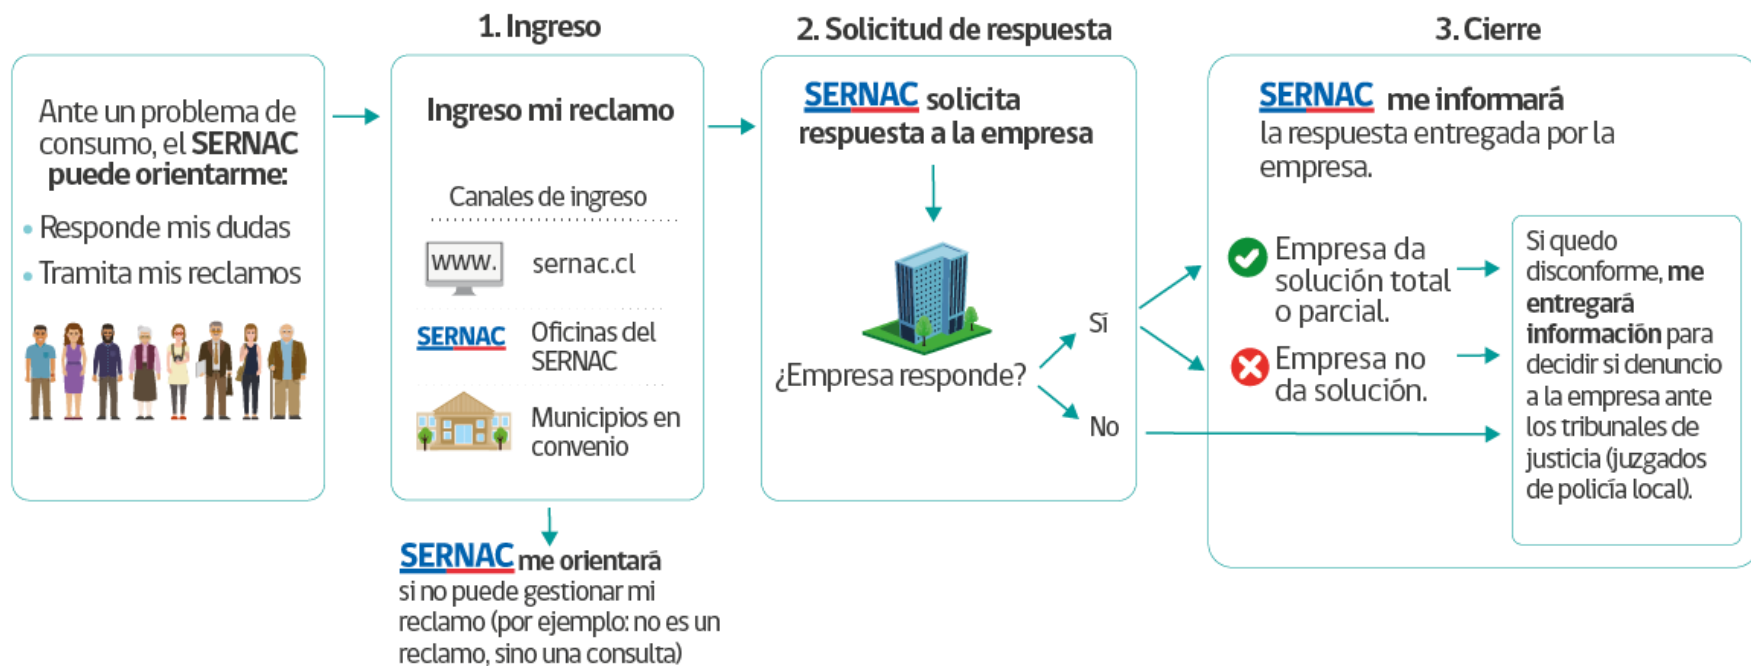 Ante un problema de
consumo, el SERNAC
puede orientarme:
• Responde mis dudas
• Tramita mis reclamos
1. Ingreso
Ingreso mi reclamo
Canales de ingreso
www.
sernac.cl
SERNAC
Oficinas del
SERNAC
Municipios en
convenio
SERNAC me orientará
si no puede gestionar mi
reclamo (por ejemplo: no es un
reclamo, sino una consulta)
2. Solicitud de respuesta
SERNAC solicita
respuesta a la empresa
¿Empresa responde?
Sí
No
3. Cierre
SERNAC me informará
la respuesta entregada por la
empresa.
Empresa da
solución total
o parcial.
Empresa no
da solución.
Si quedo
disconforme, me
entregará
información para
decidir si denuncio
a la empresa ante
los tribunales de
justicia (juzgados
de policía local).